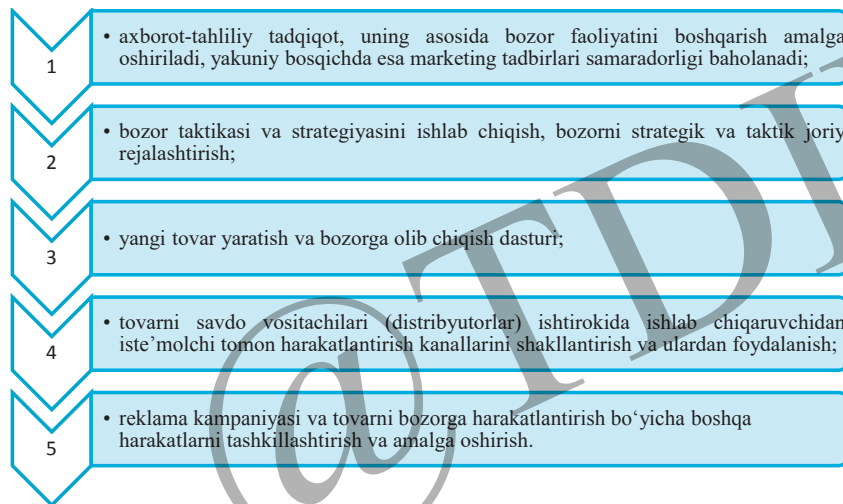 1
• axborot-tahliliy tadqiqot, uning asosida bozor faoliyatini boshqarish amalga
oshiriladi, yakuniy bosqichda esa marketing tadbirlari samaradorligi baholanadi;
2
• bozor taktikasi va strategiyasini ishlab chiqish, bozorni strategik va taktik joriy
rejalashtirish;
3
• yangi tovar yaratish va bozorga olib chiqish dasturi;
4
• tovarni savdo vositachilari (distribyutorlar) ishtirokida ishlab chiqaruvchidan
iste’molchi tomon harakatlantirish kanallarini shakllantirish va ulardan foydalanish;
5
• reklama kampaniyasi va tovarni bozorga harakatlantirish bo‘yicha boshqa
harakatlarni tashkillashtirish va amalga oshirish.